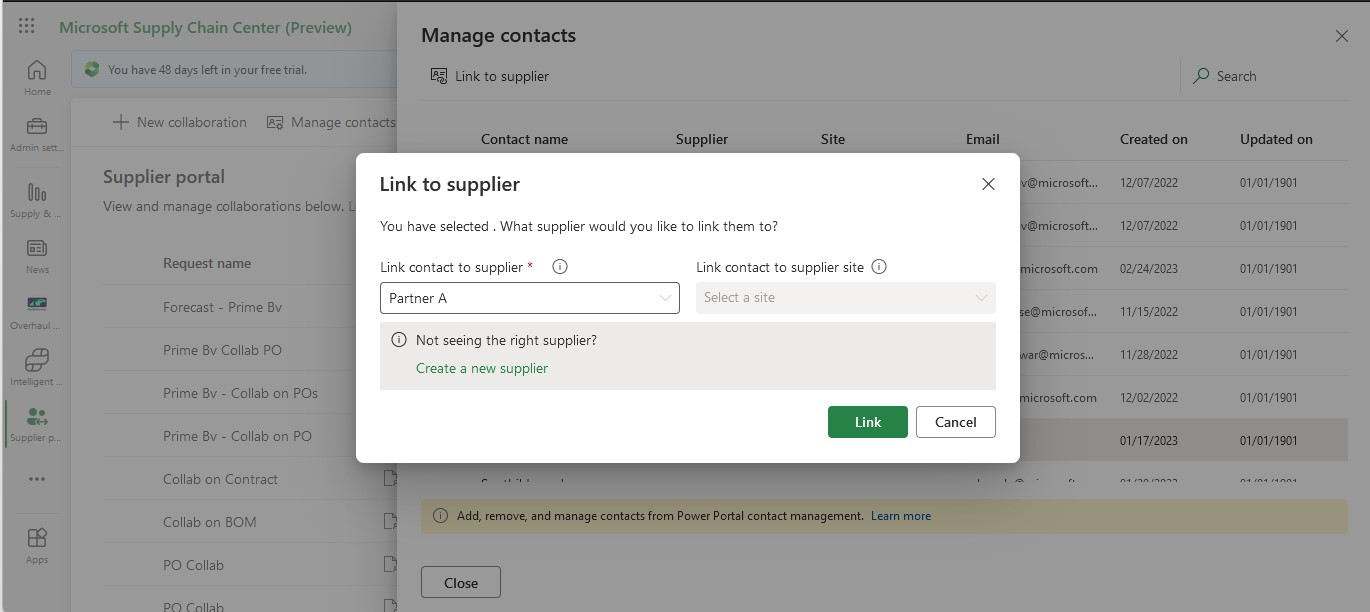 Microsoft Supply Chain Center (Preview)
You have 48 days left in your free trial.
Home
Admin sett...
Supply & ...
News
Overhaul ...
Intelligent ...
Supplier p...
Apps
New collaboration
Manage contacts
Supplier portal
View and manage collaborations below.
Request name
Forecast - Prime Bv
Prime Bv Collab PO
Prime Bv - Collab on POs
Prime Bv - Collab on PO
Collab on Contract
Collab on BOM
PO Collab
PO Collab
Manage contacts
Link to supplier
Search
Contact name Supplier Site Email Created on Updated on
v@microsoft... 12/07/2022 01/01/1901
v@microsoft... 12/07/2022 01/01/1901
microsoft.com 02/24/2023 01/01/1901
se@microsof... 11/15/2022 01/01/1901
war@micros... 11/28/2022 01/01/1901
microsoft.com 12/02/2022 01/01/1901
01/17/2023 01/01/1901
Link to supplier
You have selected . What supplier would you like to link them to?
Link contact to supplier *
Partner A
Link contact to supplier site
Select a site
Not seeing the right supplier?
Create a new supplier
Link
Cancel
Add, remove, and manage contacts from Power Portal contact management. Learn more
Close